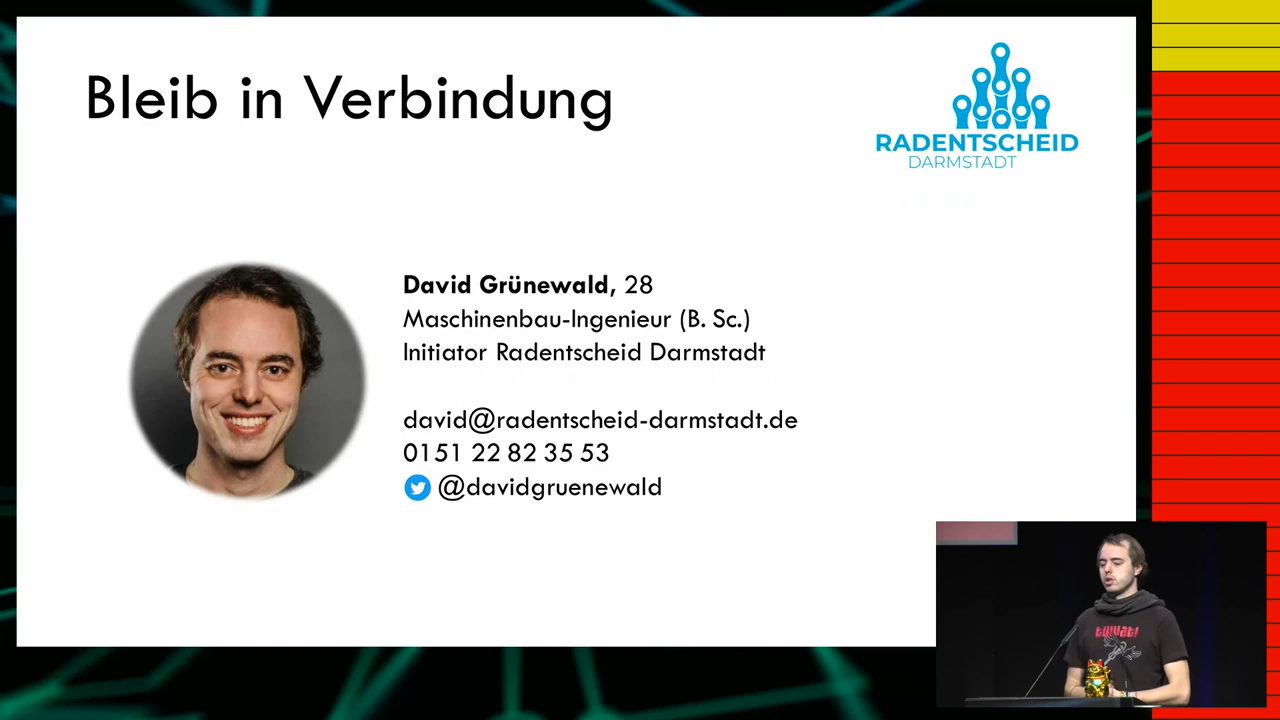 Bleib in Verbindung
RADENTSCHEID
DARMSTADT
David Grünewald, 28
Maschinenbau-Ingenieur (B. Sc.)
Initiator Radentscheid Darmstadt
david@radentscheid-darmstadt.de
0151 22 82 35 53
@davidgruenewald